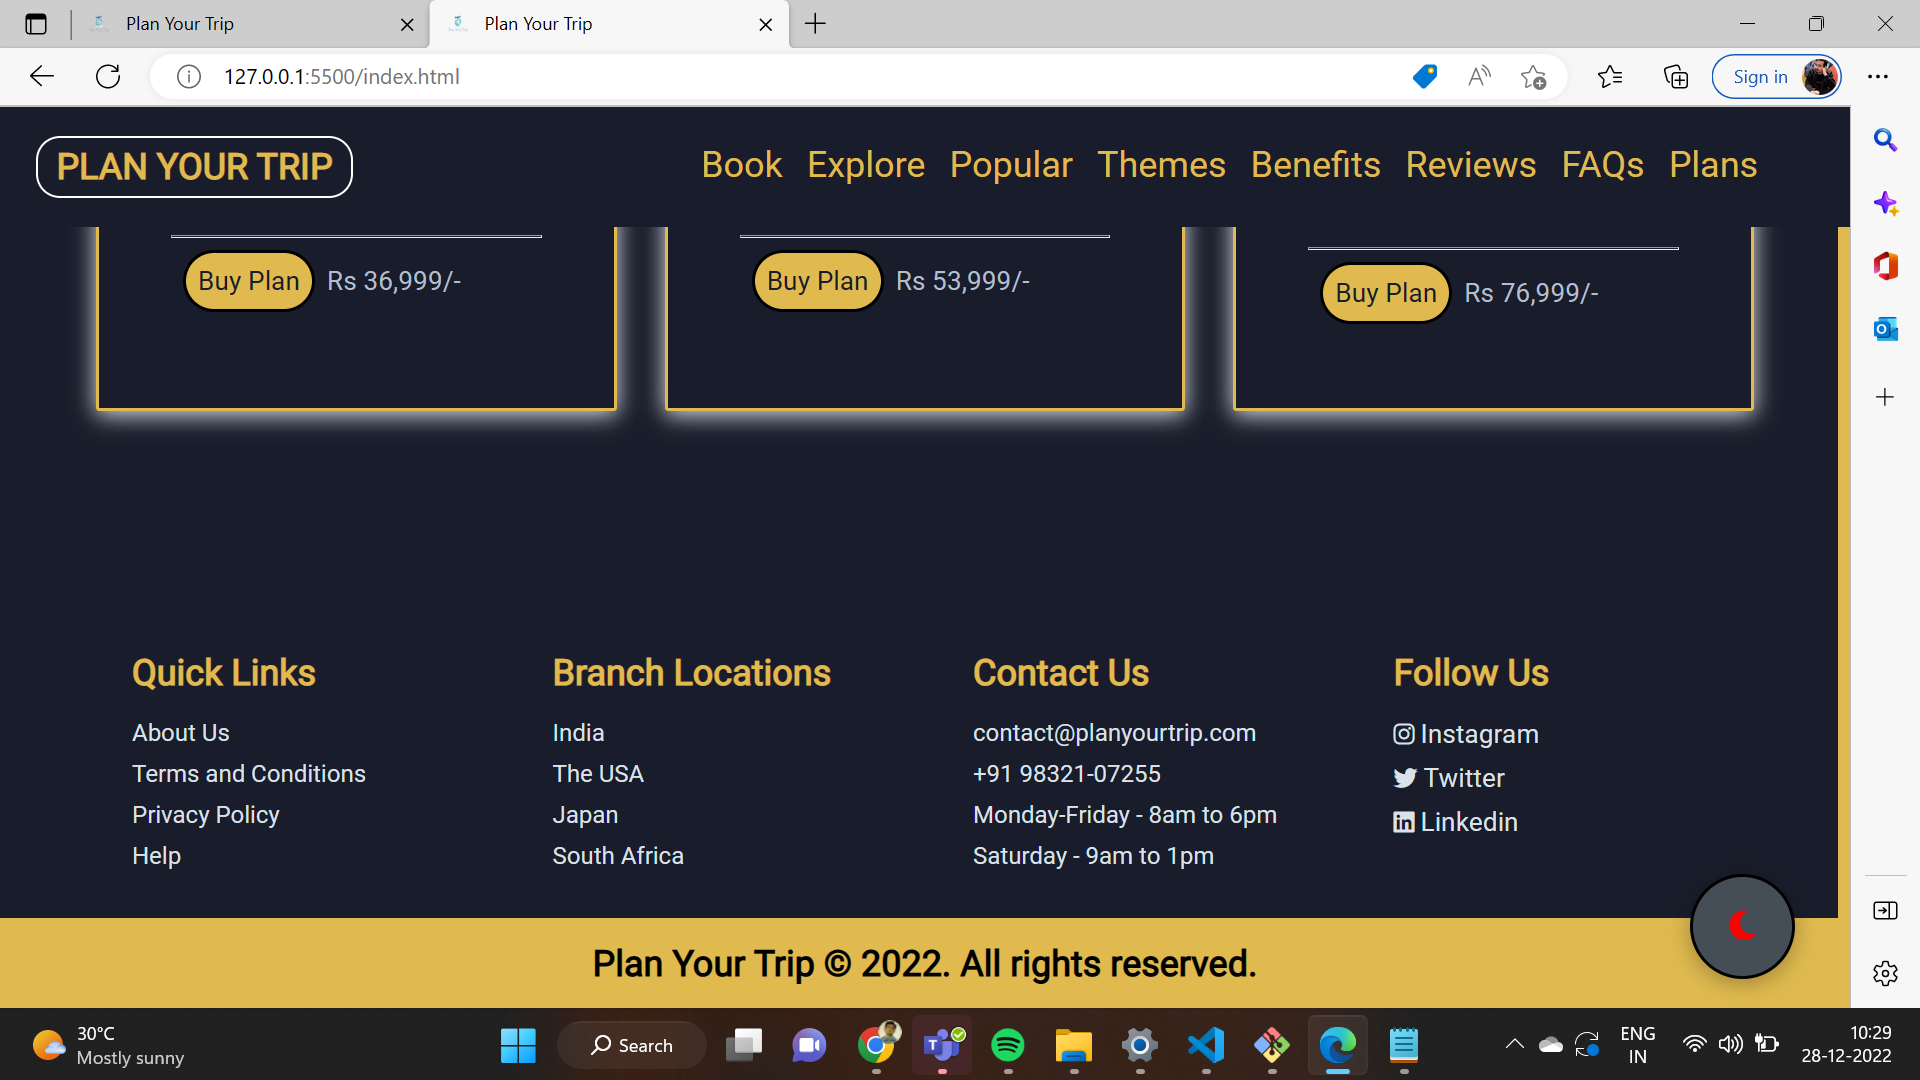 Plan Your Trip
Plan Your Trip
127.0.0.1:5500/index.html
Sign in
PLAN YOUR TRIP
Book Explore Popular Themes Benefits Reviews FAQs Plans
Buy Plan Rs 36,999/-
Buy Plan Rs 53,999/-
Buy Plan Rs 76,999/-
Quick Links
About Us
Terms and Conditions
Privacy Policy
Help
Branch Locations
India
The USA
Japan
South Africa
Contact Us
contact@planyourtrip.com
+91 98321-07255
Monday-Friday - 8am to 6pm
Saturday - 9am to 1pm
Follow Us
Instagram
Twitter
Linkedin
Plan Your Trip © 2022. All rights reserved.
30°C
Mostly sunny
Search
ENG
IN
10:29
28-12-2022